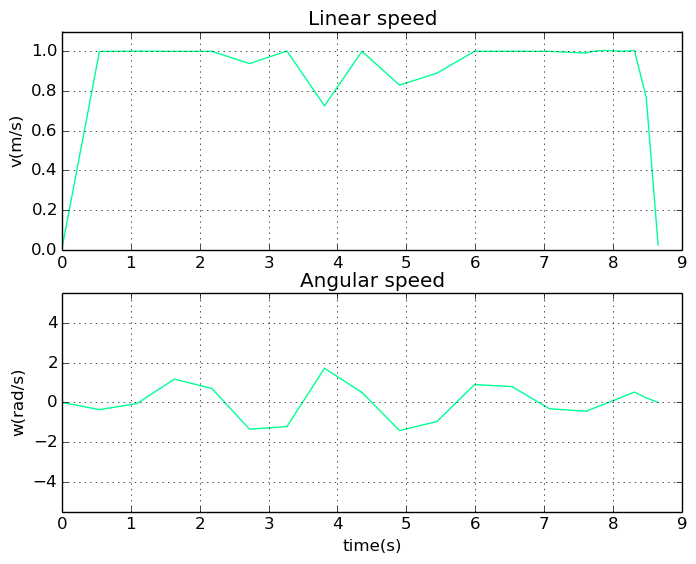 Linear speed
1.0
0.8
0.6
0.4
0.2
0.0
v(m/s)
0 1 2 3 4 5 6 7 8 9
Angular speed
4
2
0
−2
−4
w(rad/s)
0 1 2 3 4 5 6 7 8 9
time(s)